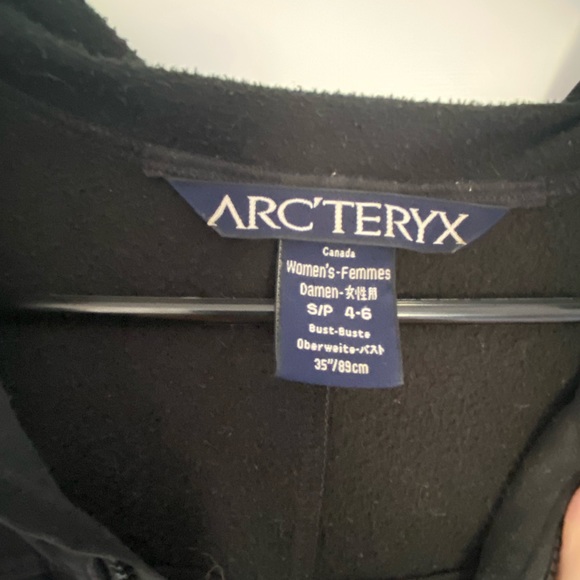 ARC'TERYX
Canada
Women's-Femmes
Damen-女性用
S/P 4-6
Bust-Buste
Oberweite-バスト
35"/89cm